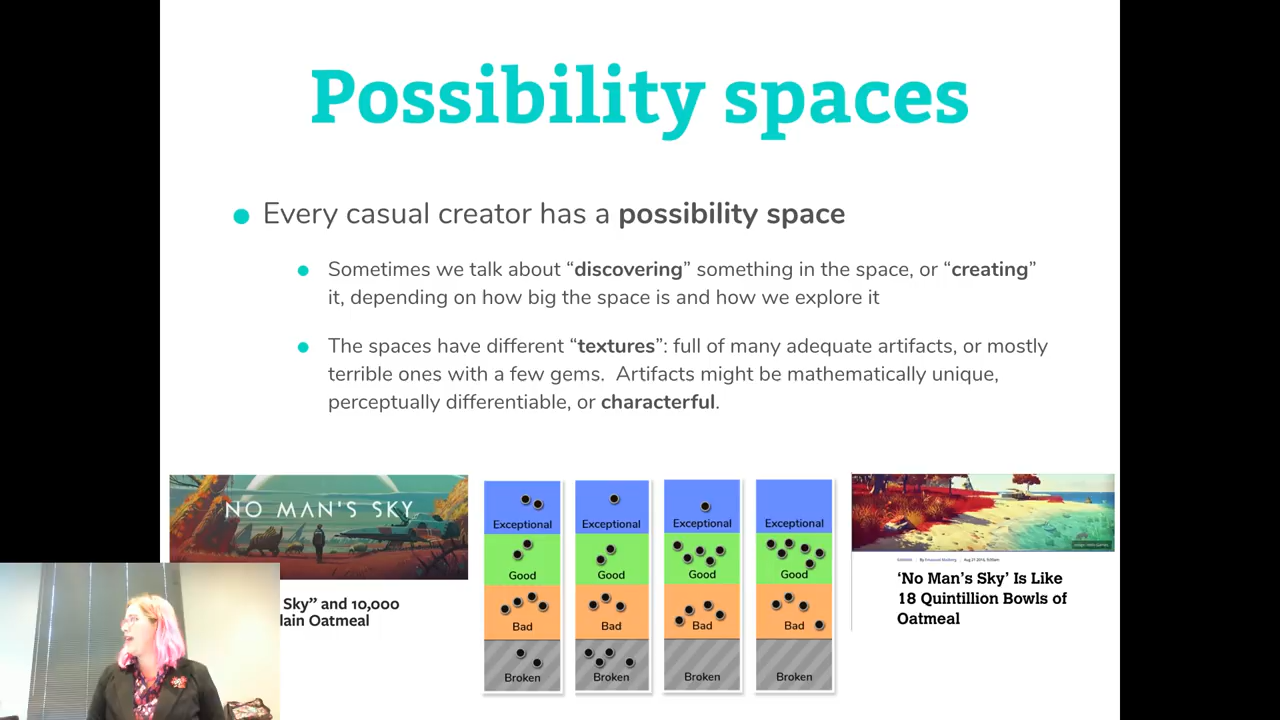 Possibility spaces
Every casual creator has a possibility space
Sometimes we talk about “discovering” something in the space, or “creating”
it, depending on how big the space is and how we explore it
The spaces have different “textures”: full of many adequate artifacts, or mostly
terrible ones with a few gems.  Artifacts might be mathematically unique,
perceptually differentiable, or characterful.
NO MAN'S SKY
Sky” and 10,000
lain Oatmeal
Exceptional
Good
Bad
Broken
Exceptional
Good
Bad
Broken
Exceptional
Good
Bad
Broken
Exceptional
Good
Bad
Broken
‘No Man’s Sky’ Is Like
18 Quintillion Bowls of
Oatmeal